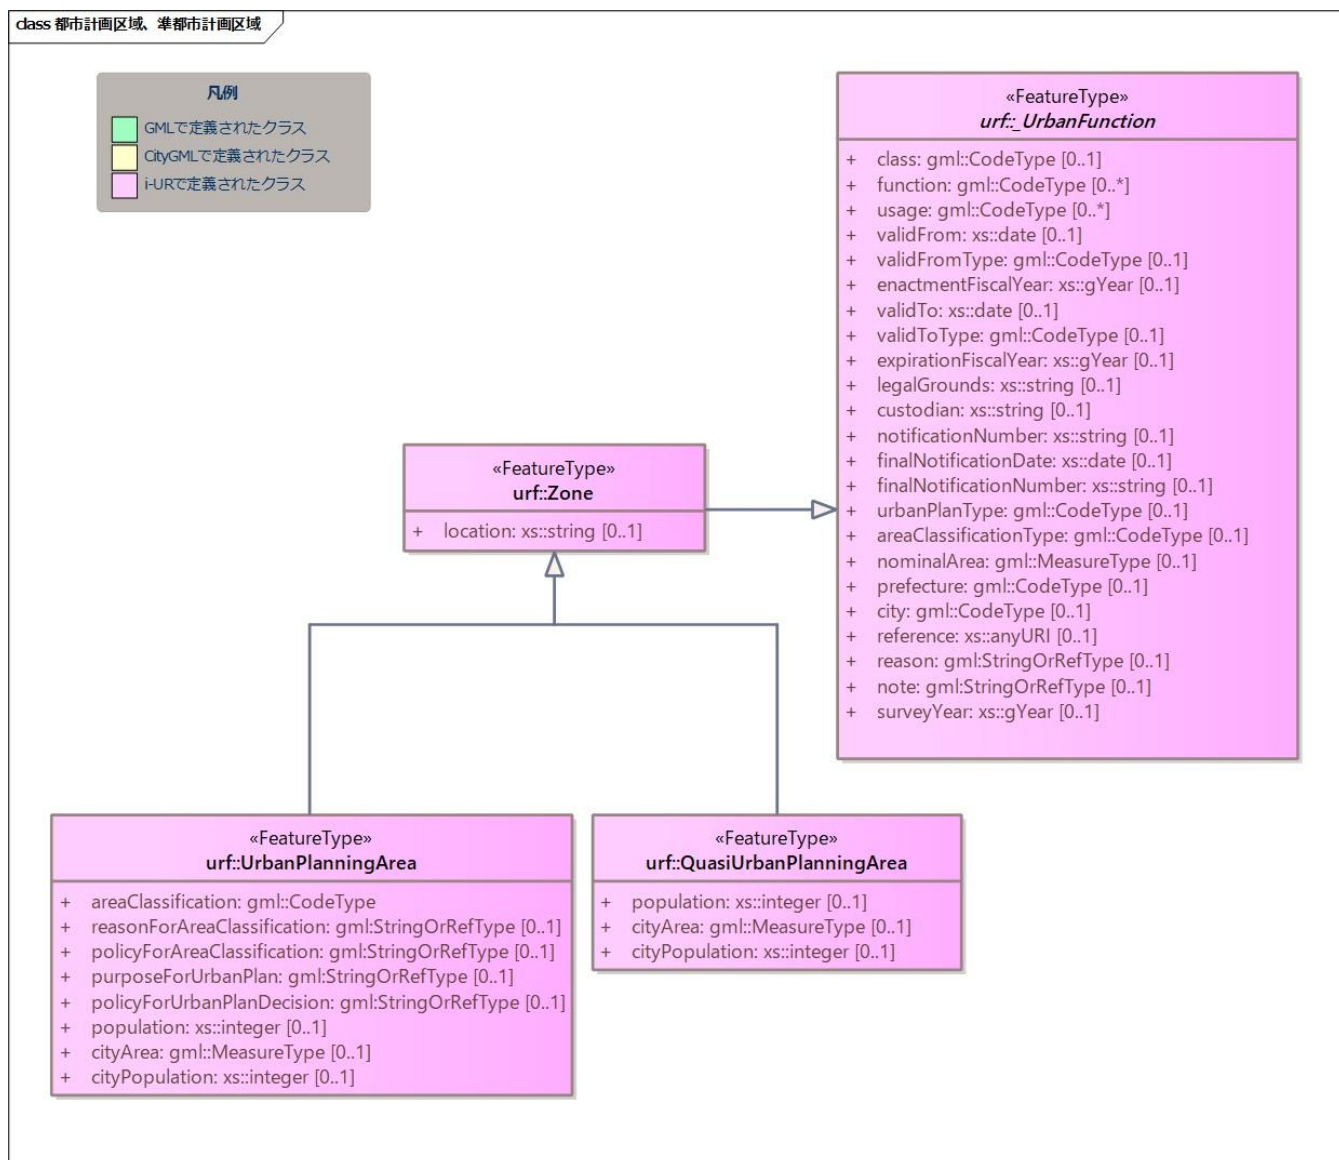 class 都市計画区域、準都市計画区域
凡例
GMLで定義されたクラス
CityGMLで定義されたクラス
i-URで定義されたクラス
«FeatureType»
urf::_UrbanFunction
+ class: gml::CodeType [0..1]
+ function: gml::CodeType [0..*]
+ usage: gml::CodeType [0..*]
+ validFrom: xs::date [0..1]
+ validFromType: gml::CodeType [0..1]
+ enactmentFiscalYear: xs::gYear [0..1]
+ validTo: xs::date [0..1]
+ validToType: gml::CodeType [0..1]
+ expirationFiscalYear: xs::gYear [0..1]
+ legalGrounds: xs::string [0..1]
+ custodian: xs::string [0..1]
+ notificationNumber: xs::string [0..1]
+ finalNotificationDate: xs::date [0..1]
+ finalNotificationNumber: xs::string [0..1]
+ urbanPlanType: gml::CodeType [0..1]
+ areaClassificationType: gml::CodeType [0..1]
+ nominalArea: gml::MeasureType [0..1]
+ prefecture: gml::CodeType [0..1]
+ city: gml::CodeType [0..1]
+ reference: xs::anyURI [0..1]
+ reason: gml:StringOrRefType [0..1]
+ note: gml:StringOrRefType [0..1]
+ surveyYear: xs::gYear [0..1]
«FeatureType»
urf::Zone
+ location: xs::string [0..1]
«FeatureType»
urf::UrbanPlanningArea
+ areaClassification: gml::CodeType
+ reasonForAreaClassification: gml:StringOrRefType [0..1]
+ policyForAreaClassification: gml:StringOrRefType [0..1]
+ purposeForUrbanPlan: gml:StringOrRefType [0..1]
+ policyForUrbanPlanDecision: gml:StringOrRefType [0..1]
+ population: xs::integer [0..1]
+ cityArea: gml::MeasureType [0..1]
+ cityPopulation: xs::integer [0..1]
«FeatureType»
urf::QuasiUrbanPlanningArea
+ population: xs::integer [0..1]
+ cityArea: gml::MeasureType [0..1]
+ cityPopulation: xs::integer [0..1]